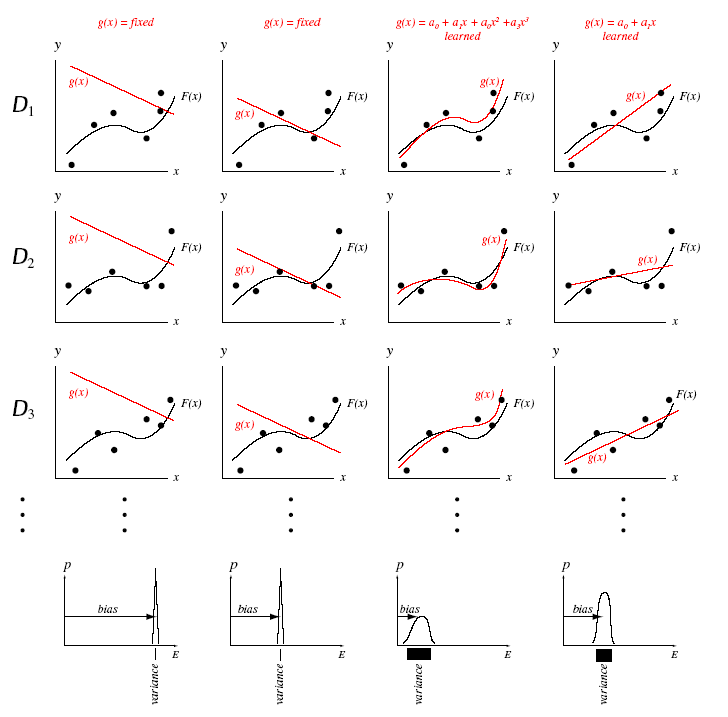 g(x) = fixed
g(x) = fixed
g(x) = a₀ + a₁x + a₀x² +a₃x³
learned
g(x) = a₀ + a₁x
learned
D₁
y
g(x)
F(x)
x
y
g(x)
F(x)
x
y
g(x)
F(x)
x
y
g(x)
F(x)
x
D₂
y
g(x)
F(x)
x
y
g(x)
F(x)
x
y
g(x)
F(x)
x
y
g(x)
F(x)
x
D₃
y
g(x)
F(x)
x
y
g(x)
F(x)
x
y
g(x)
F(x)
x
y
g(x)
F(x)
x
p
bias
E
variance
p
bias
E
variance
p
bias
E
variance
p
bias
E
variance